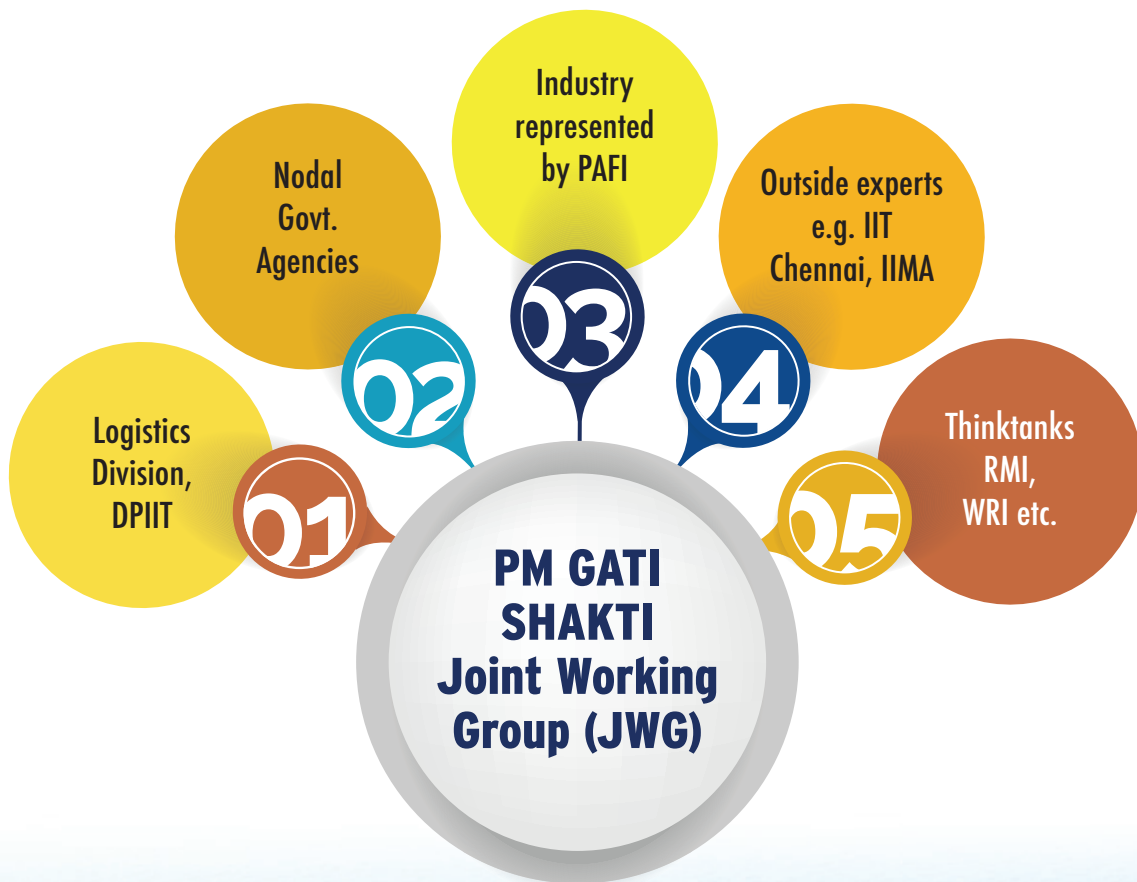 01
Logistics
Division,
DPIIT
02
Nodal
Govt.
Agencies
03
Industry
represented
by PAFI
04
Outside experts
e.g. IIT
Chennai, IIMA
05
Thinktanks
RMI,
WRI etc.
PM GATI
SHAKTI
Joint Working
Group (JWG)